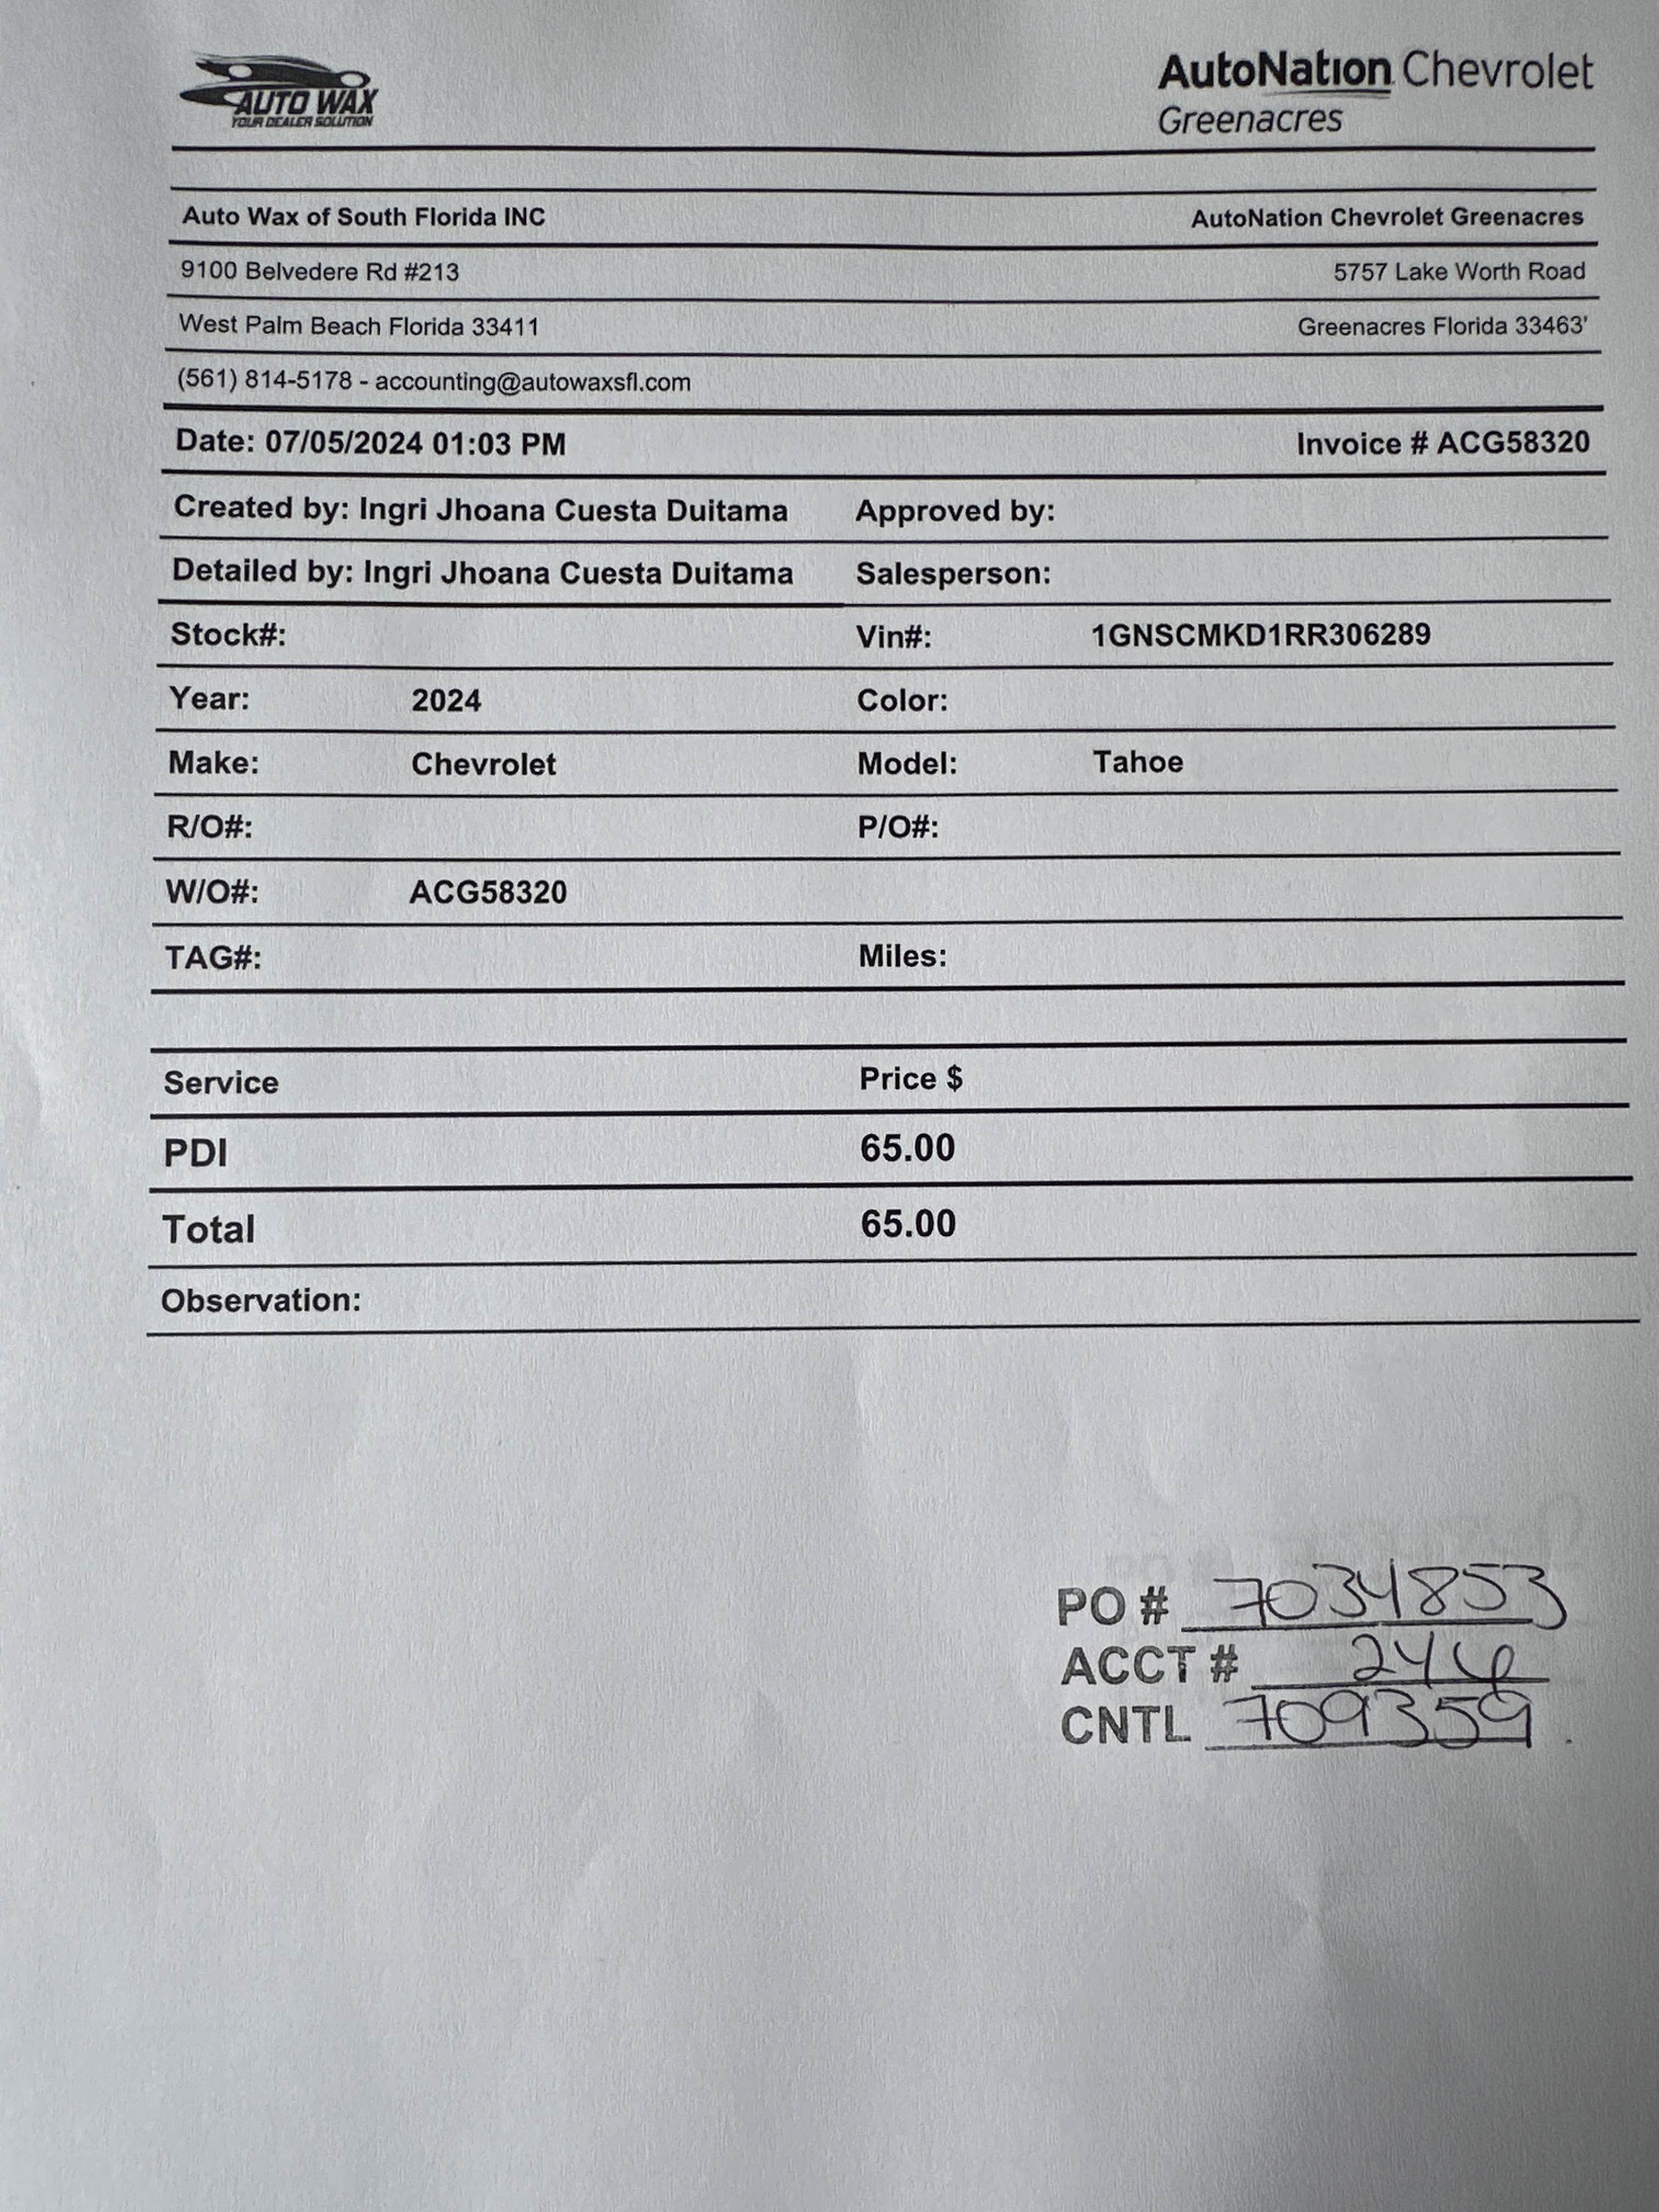 AUTO WAX
YOUR DEALER SOLUTION
AutoNation Chevrolet
Greenacres
Auto Wax of South Florida INC AutoNation Chevrolet Greenacres
9100 Belvedere Rd #213 5757 Lake Worth Road
West Palm Beach Florida 33411 Greenacres Florida 33463'
(561) 814-5178 - accounting@autowaxsfl.com
Date: 07/05/2024 01:03 PM Invoice # ACG58320
Created by: Ingri Jhoana Cuesta Duitama Approved by:
Detailed by: Ingri Jhoana Cuesta Duitama Salesperson:
Stock#: Vin#: 1GNSCMKD1RR306289
Year: 2024 Color:
Make: Chevrolet Model: Tahoe
R/O#: P/O#:
W/O#: ACG58320
TAG#: Miles:
Service Price $
PDI 65.00
Total 65.00
Observation:
PO # 7034853
ACCT # 246
CNTL 709359